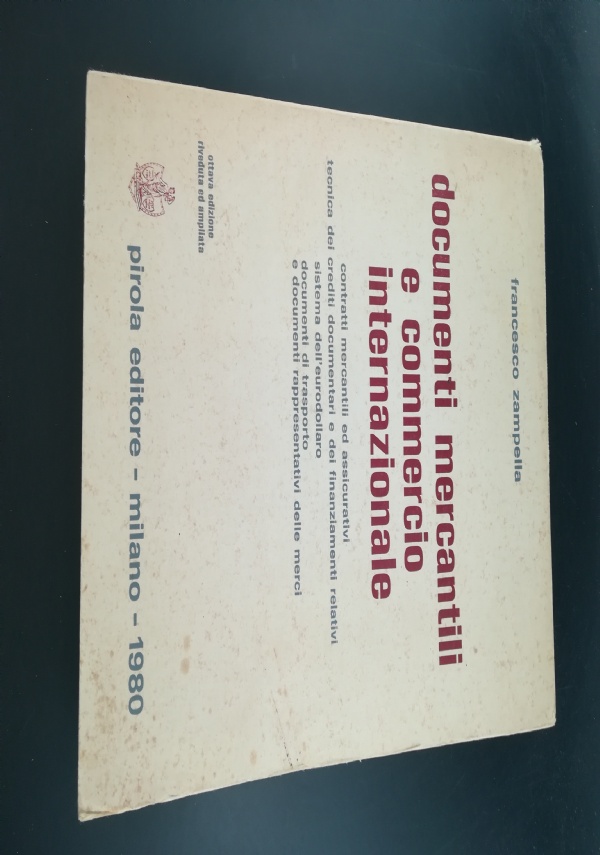 francesco zampella
documenti mercantili
e commercio
internazionale
contratti mercantili ed assicurativi
tecnica dei crediti documentari e dei finanziamenti relativi
sistema dell'eurodollaro
documenti di trasporto
e documenti rappresentativi delle merci
ottava edizione
riveduta ed ampliata
pirola editore - milano - 1980